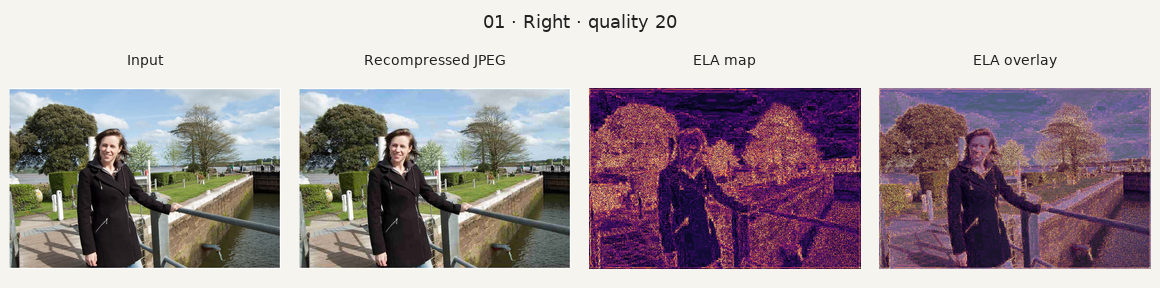 01 · Right · quality 20
Input
Recompressed JPEG
ELA map
ELA overlay